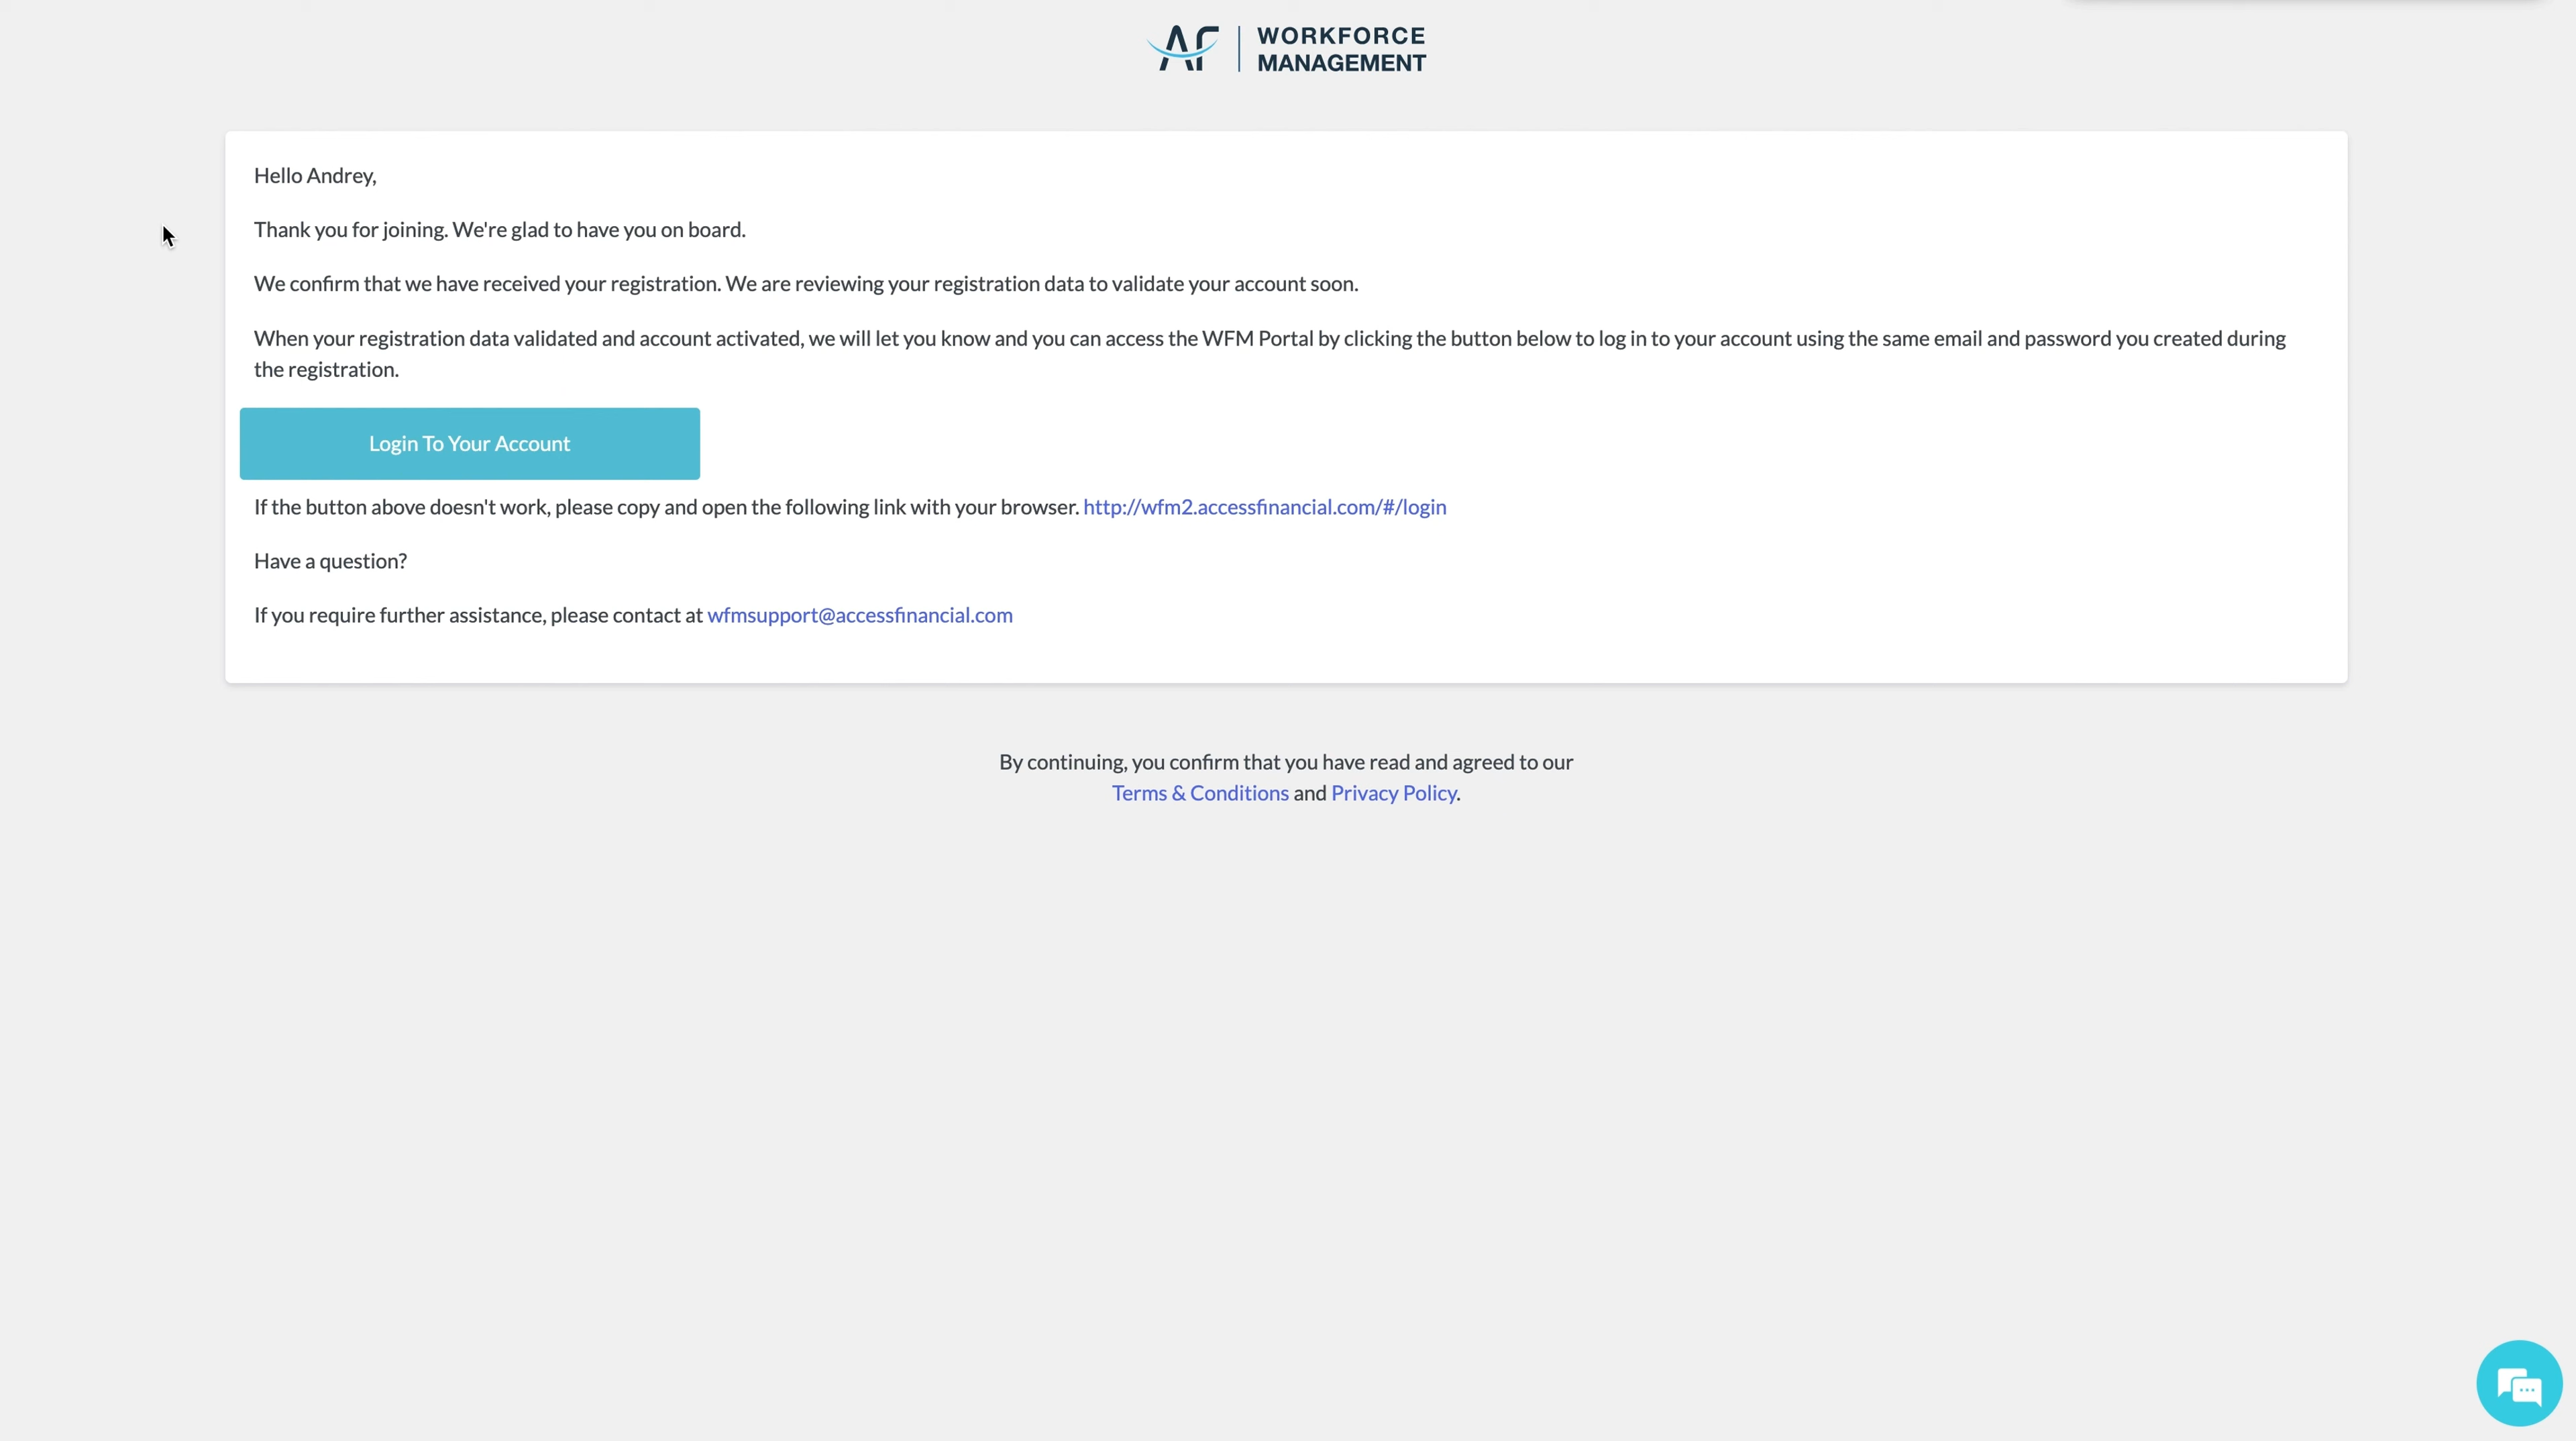 AF WORKFORCE
MANAGEMENT
Hello Andrey,
Thank you for joining. We're glad to have you on board.
We confirm that we have received your registration. We are reviewing your registration data to validate your account soon.
When your registration data validated and account activated, we will let you know and you can access the WFM Portal by clicking the button below to log in to your account using the same email and password you created during
the registration.
Login To Your Account
If the button above doesn't work, please copy and open the following link with your browser. http://wfm2.accessfinancial.com/#/login
Have a question?
If you require further assistance, please contact at wfmsupport@accessfinancial.com
By continuing, you confirm that you have read and agreed to our
Terms & Conditions and Privacy Policy.